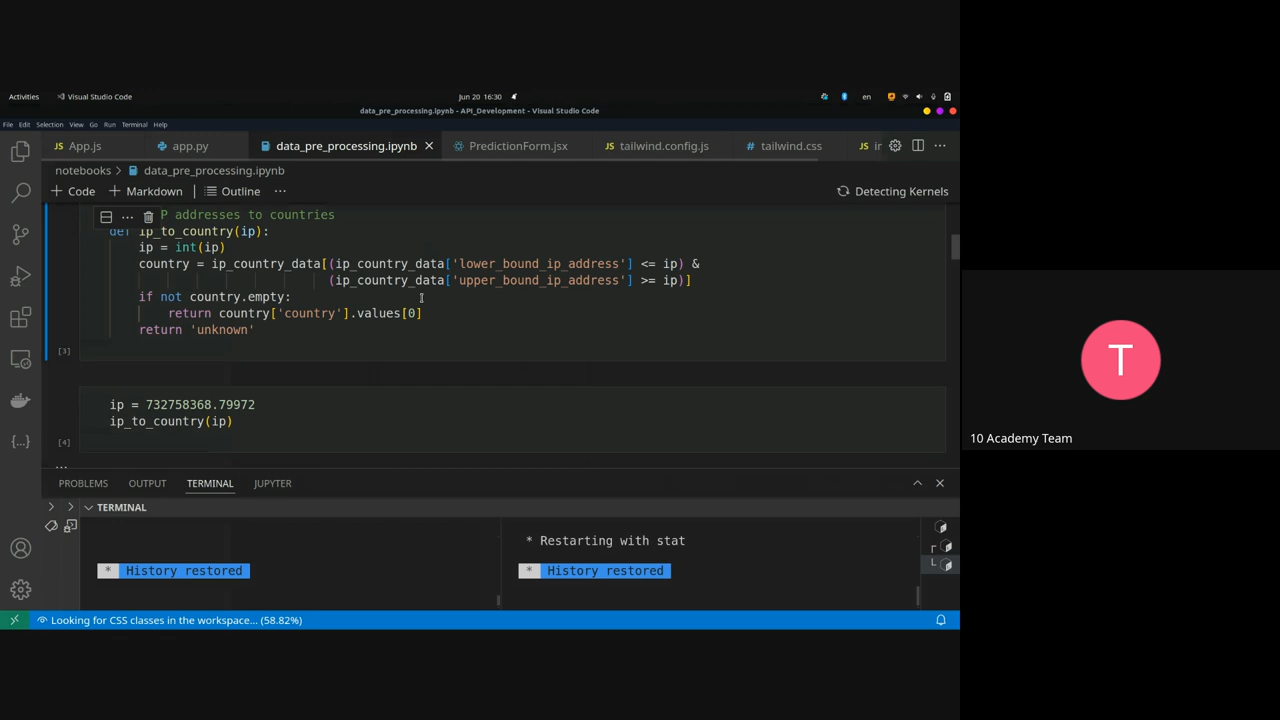 Activities Visual Studio Code Jun 20 16:30 en
data_pre_processing.ipynb - API_Development - Visual Studio Code
File Edit Selection View Go Run Terminal Help
App.js app.py data_pre_processing.ipynb PredictionForm.jsx tailwind.config.js tailwind.css JS in
notebooks > data_pre_processing.ipynb
+ Code + Markdown Outline ... Detecting Kernels
P addresses to countries
def ip_to_country(ip):
ip = int(ip)
country = ip_country_data[(ip_country_data['lower_bound_ip_address'] <= ip) &
(ip_country_data['upper_bound_ip_address'] >= ip)]
if not country.empty:
return country['country'].values[0]
return 'unknown'
[3]
ip = 732758368.79972
ip_to_country(ip)
[4]
...
PROBLEMS OUTPUT TERMINAL JUPYTER
TERMINAL
* Restarting with stat
* History restored * History restored
Looking for CSS classes in the workspace... (58.82%)
T
10 Academy Team